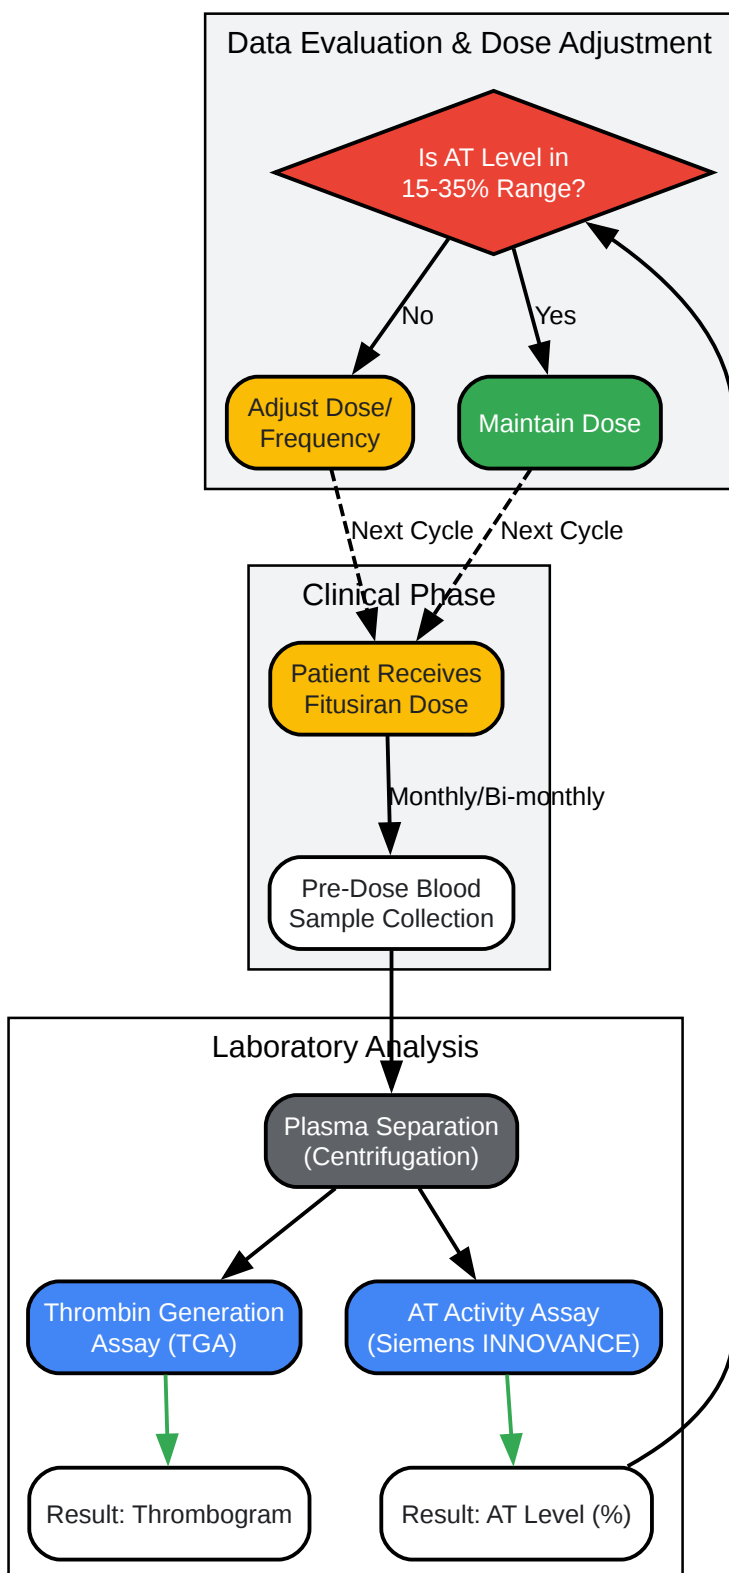 Data Evaluation & Dose Adjustment
Is AT Level in
15-35% Range?
No
Yes
Adjust Dose/
Frequency
Maintain Dose
Next Cycle
Next Cycle
Clinical Phase
Patient Receives
Fitusiran Dose
Monthly/Bi-monthly
Pre-Dose Blood
Sample Collection
Laboratory Analysis
Plasma Separation
(Centrifugation)
Thrombin Generation
Assay (TGA)
AT Activity Assay
(Siemens INNOVANCE)
Result: Thrombogram
Result: AT Level (%)